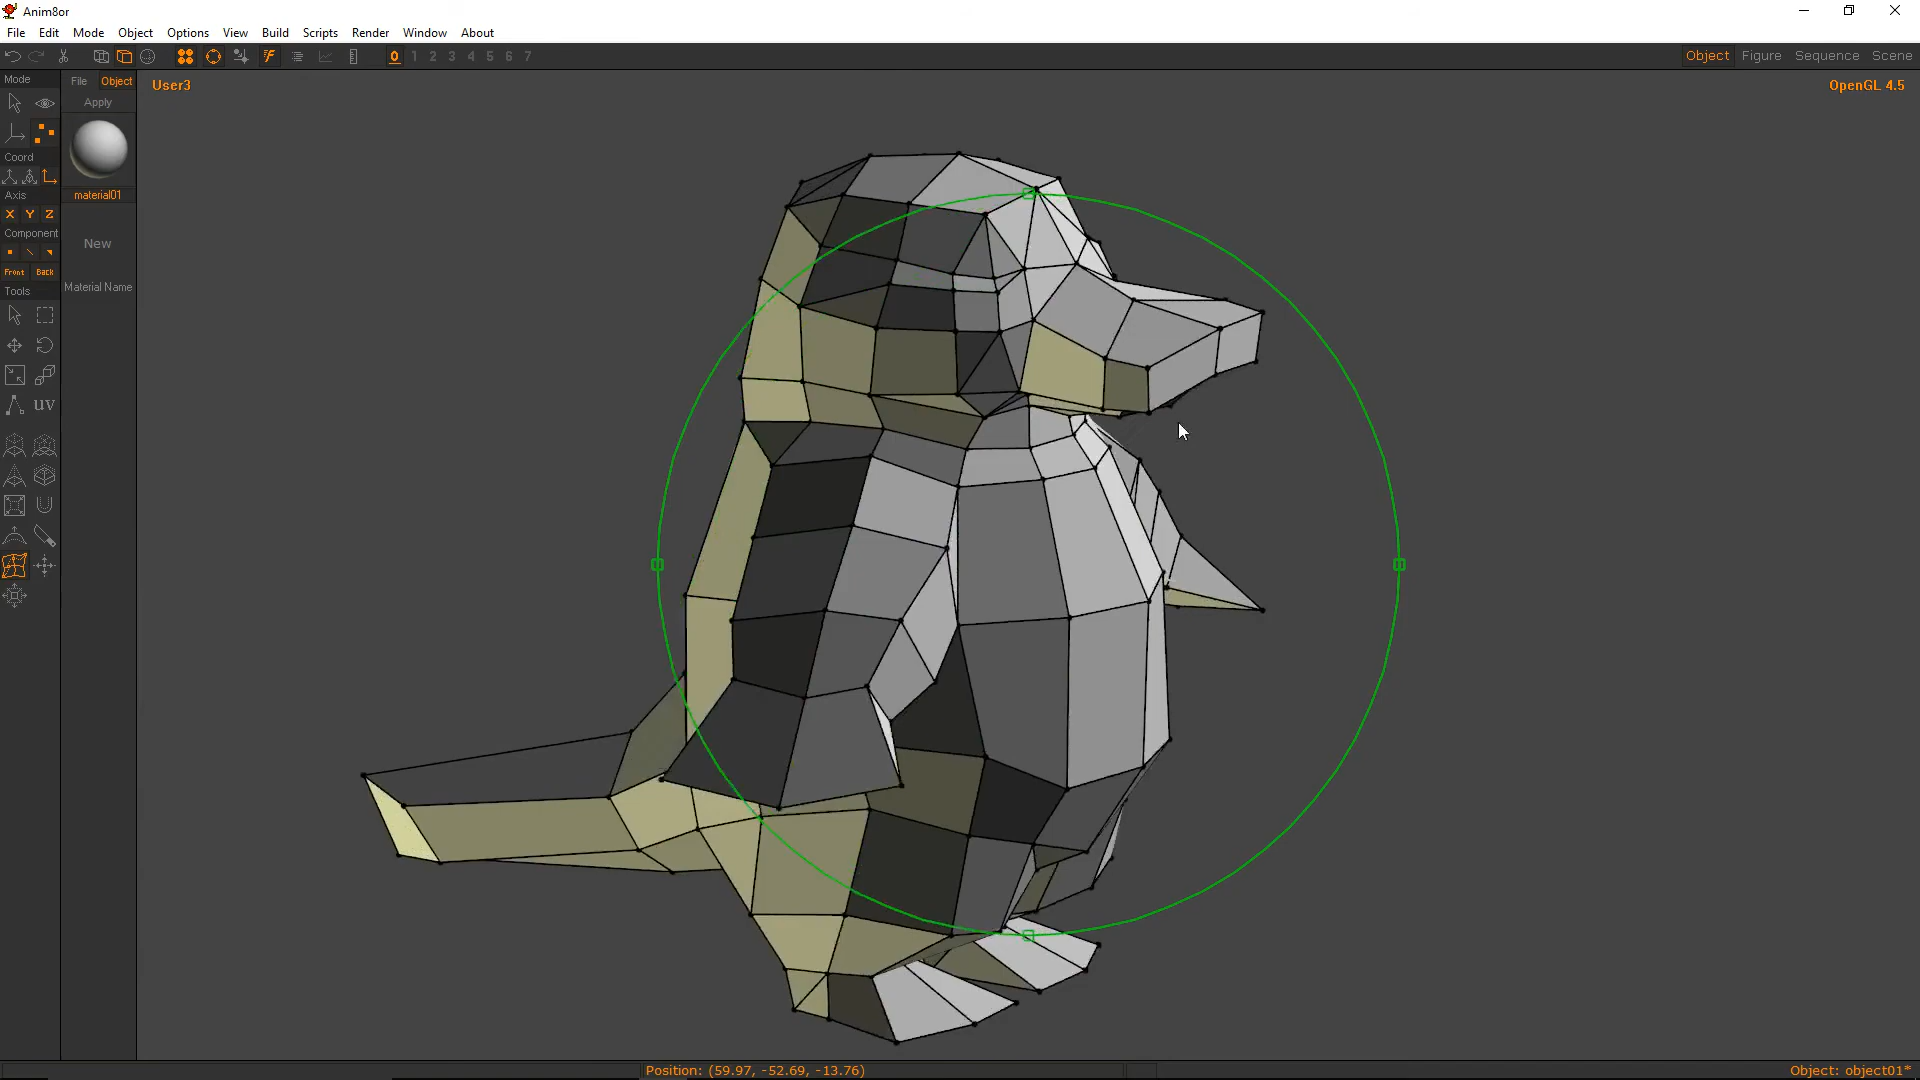 Anim8or
File Edit Mode Object Options View Build Scripts Render Window About
0 1 2 3 4 5 6 7 Object Figure Sequence Scene
Mode File Object
User3 OpenGL 4.5
Apply
Coord
material01
Axis
X Y Z
Component
New
Front Back
Material Name
Tools
UV
Position: (59.97, -52.69, -13.76) Object: object01*